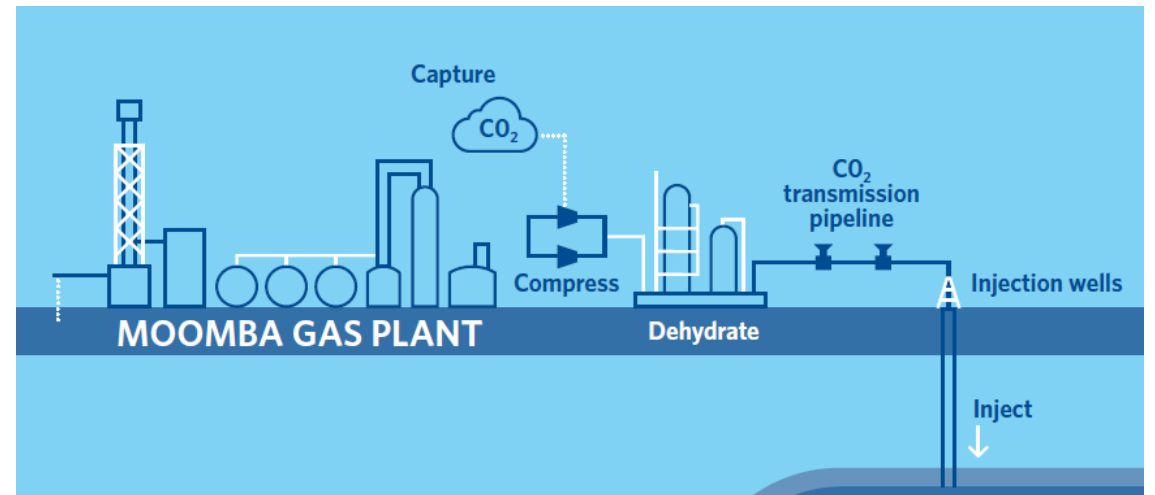 Capture
CO₂
CO₂
transmission
pipeline
Compress
Injection wells
MOOMBA GAS PLANT
Dehydrate
Inject